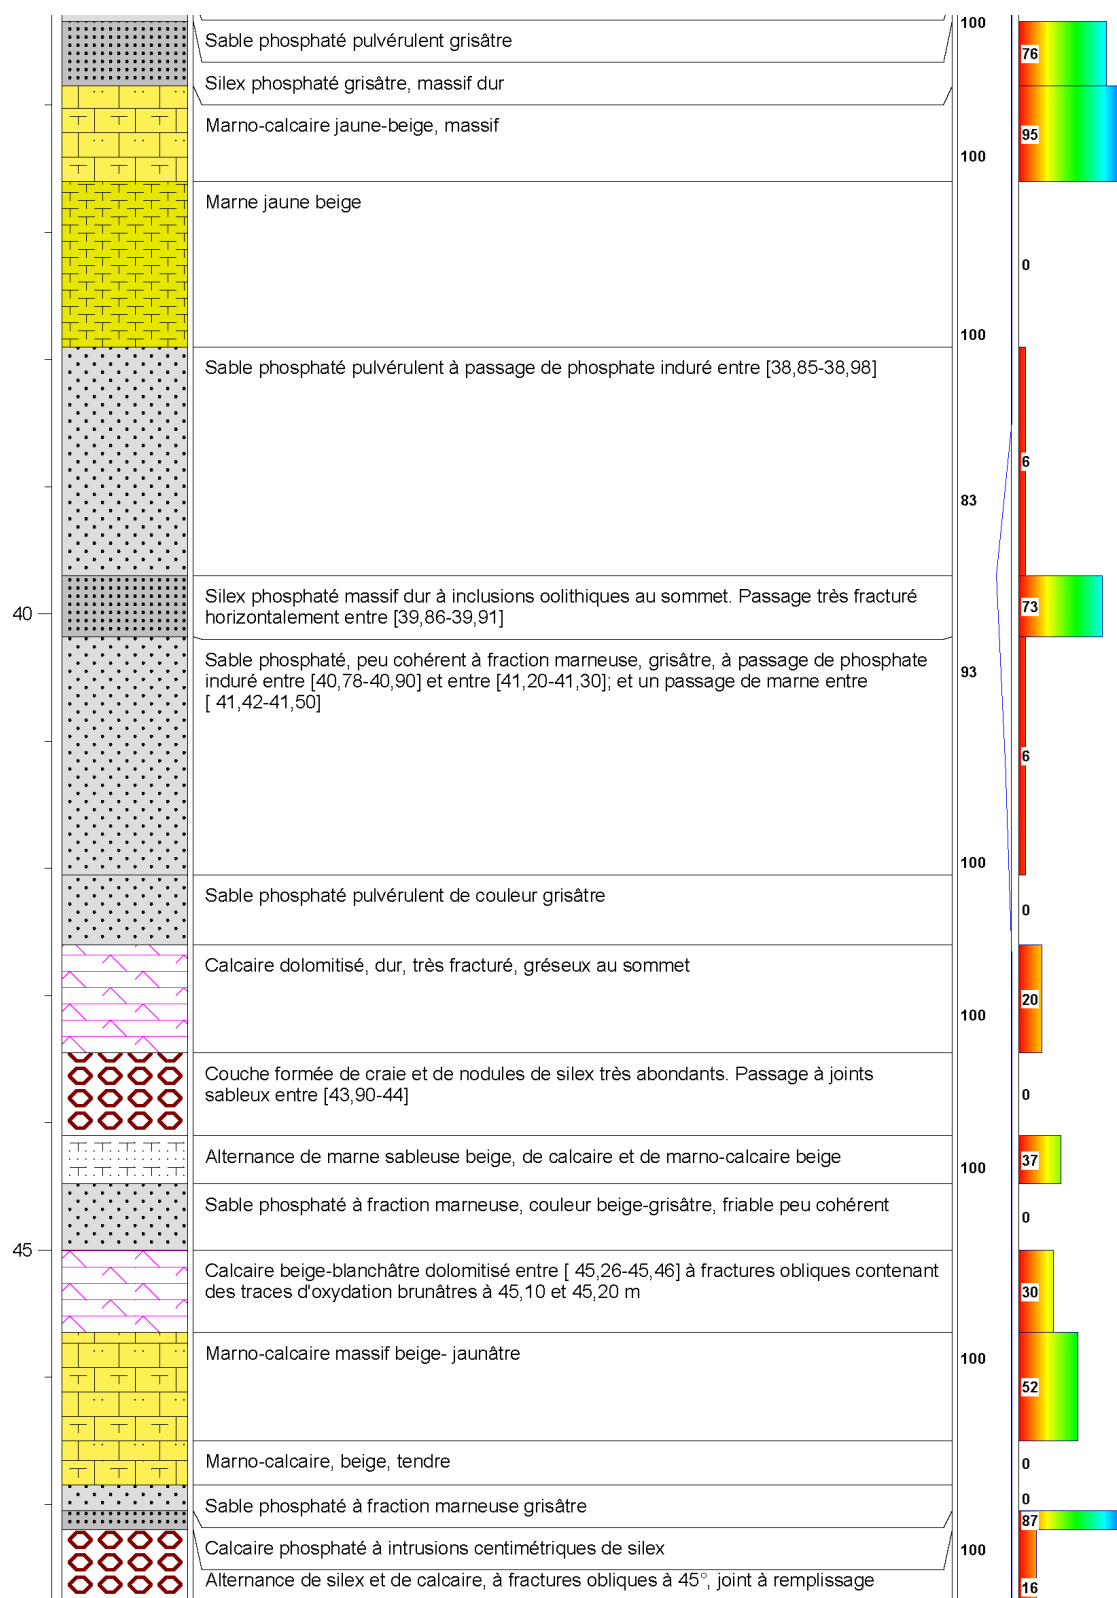 100
Sable phosphaté pulvérulent grisâtre
76
Silex phosphaté grisâtre, massif dur
Marno-calcaire jaune-beige, massif
95
100
Marne jaune beige
0
100
Sable phosphaté pulvérulent à passage de phosphate induré entre [38,85-38,98]
6
83
Silex phosphaté massif dur à inclusions oolithiques au sommet. Passage très fracturé
horizontalement entre [39,86-39,91]
73
40
Sable phosphaté, peu cohérent à fraction marneuse, grisâtre, à passage de phosphate
induré entre [40,78-40,90] et entre [41,20-41,30]; et un passage de marne entre
[ 41,42-41,50]
93
6
100
Sable phosphaté pulvérulent de couleur grisâtre
0
Calcaire dolomitisé, dur, très fracturé, gréseux au sommet
20
100
Couche formée de craie et de nodules de silex très abondants. Passage à joints
sableux entre [43,90-44]
0
Alternance de marne sableuse beige, de calcaire et de marno-calcaire beige
37
100
Sable phosphaté à fraction marneuse, couleur beige-grisâtre, friable peu cohérent
0
45
Calcaire beige-blanchâtre dolomitisé entre [ 45,26-45,46] à fractures obliques contenant
des traces d'oxydation brunâtres à 45,10 et 45,20 m
30
Marno-calcaire massif beige- jaunâtre
100
52
Marno-calcaire, beige, tendre
0
0
Sable phosphaté à fraction marneuse grisâtre
87
Calcaire phosphaté à intrusions centimétriques de silex
100
Alternance de silex et de calcaire, à fractures obliques à 45°, joint à remplissage
16